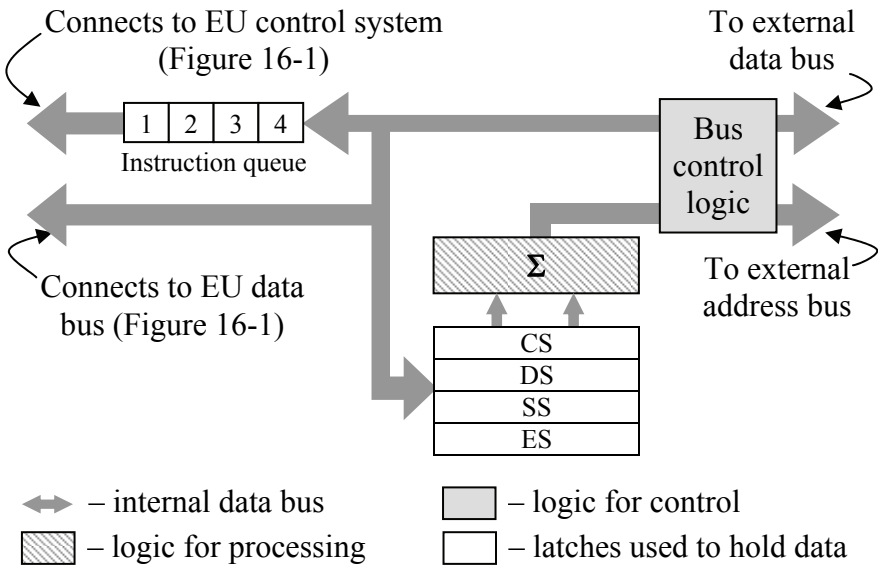 Connects to EU control system
(Figure 16-1)
To external
data bus
1 2 3 4
Instruction queue
Bus
control
logic
Σ
Connects to EU data
bus (Figure 16-1)
To external
address bus
CS
DS
SS
ES
– internal data bus
– logic for control
– logic for processing
– latches used to hold data